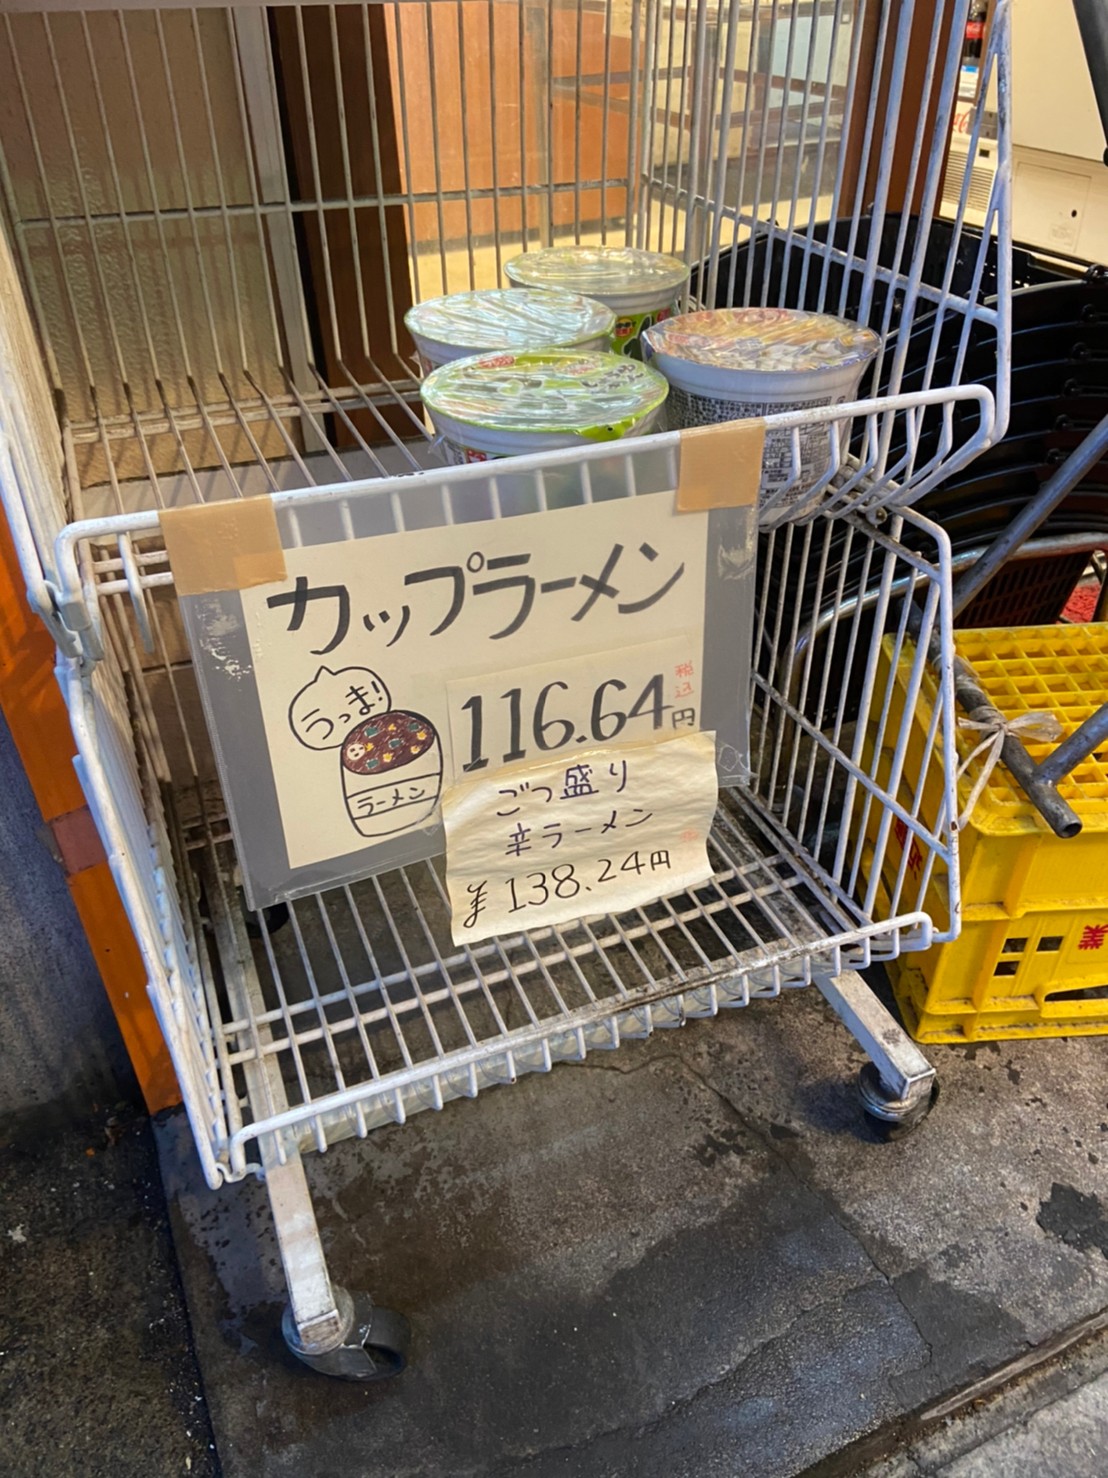 カップラーメン
うっま!
116.64円
税込
ラーメン
ごつ盛り
辛ラーメン
¥138.24円
業